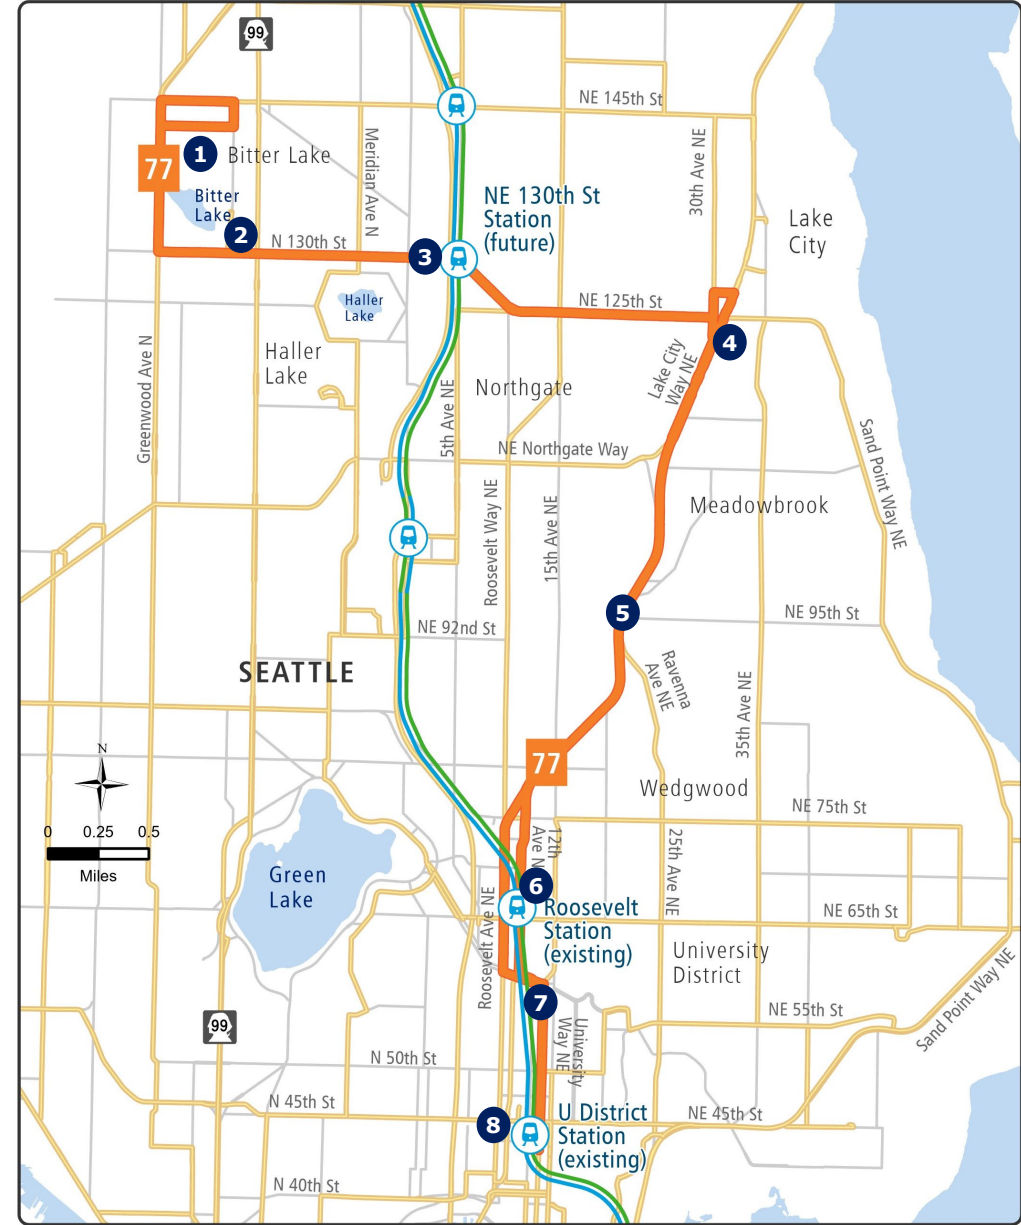 99
NE 145th St
1
Bitter Lake
77
Meridian Ave N
30th Ave NE
Bitter
Lake
NE 130th St
Station
(future)
Lake
City
2
N 130th St
3
Haller
Lake
NE 125th St
4
Haller
Lake
Greenwood Ave N
Lake City
Way NE
Northgate
5th Ave NE
NE Northgate Way
Sand Point Way NE
Roosevelt Way NE
15th Ave NE
Meadowbrook
5
NE 95th St
NE 92nd St
SEATTLE
Ravenna
Ave NE
35th Ave NE
N
77
Wedgwood
0 0.25 0.5
Miles
NE 75th St
12th
Ave N
25th Ave NE
Green
Lake
6
Roosevelt
Station
(existing)
NE 65th St
Roosevelt Ave NE
University
District
Sand Point Way NE
7
NE 55th St
99
University
Way NE
N 50th St
N 45th St
8
U District
Station
(existing)
NE 45th St
N 40th St